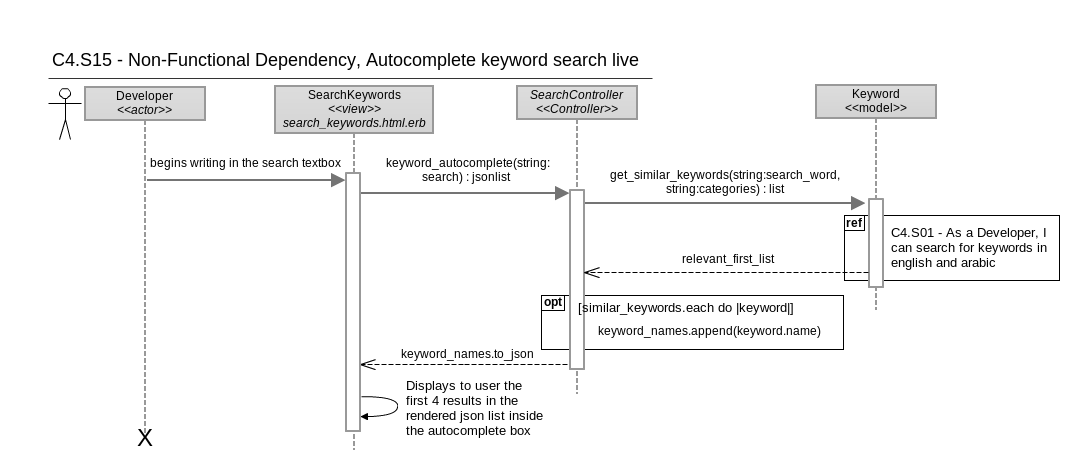 C4.S15 - Non-Functional Dependency, Autocomplete keyword search live
Developer
<<actor>>
SearchKeywords
<<view>>
search_keywords.html.erb
SearchController
<<Controller>>
Keyword
<<model>>
begins writing in the search textbox
keyword_autocomplete(string:
search) : jsonlist
get_similar_keywords(string:search_word,
string:categories) : list
ref
C4.S01 - As a Developer, I
can search for keywords in
english and arabic
relevant_first_list
opt
[similar_keywords.each do |keyword|]
keyword_names.append(keyword.name)
keyword_names.to_json
Displays to user the
first 4 results in the
rendered json list inside
the autocomplete box
X